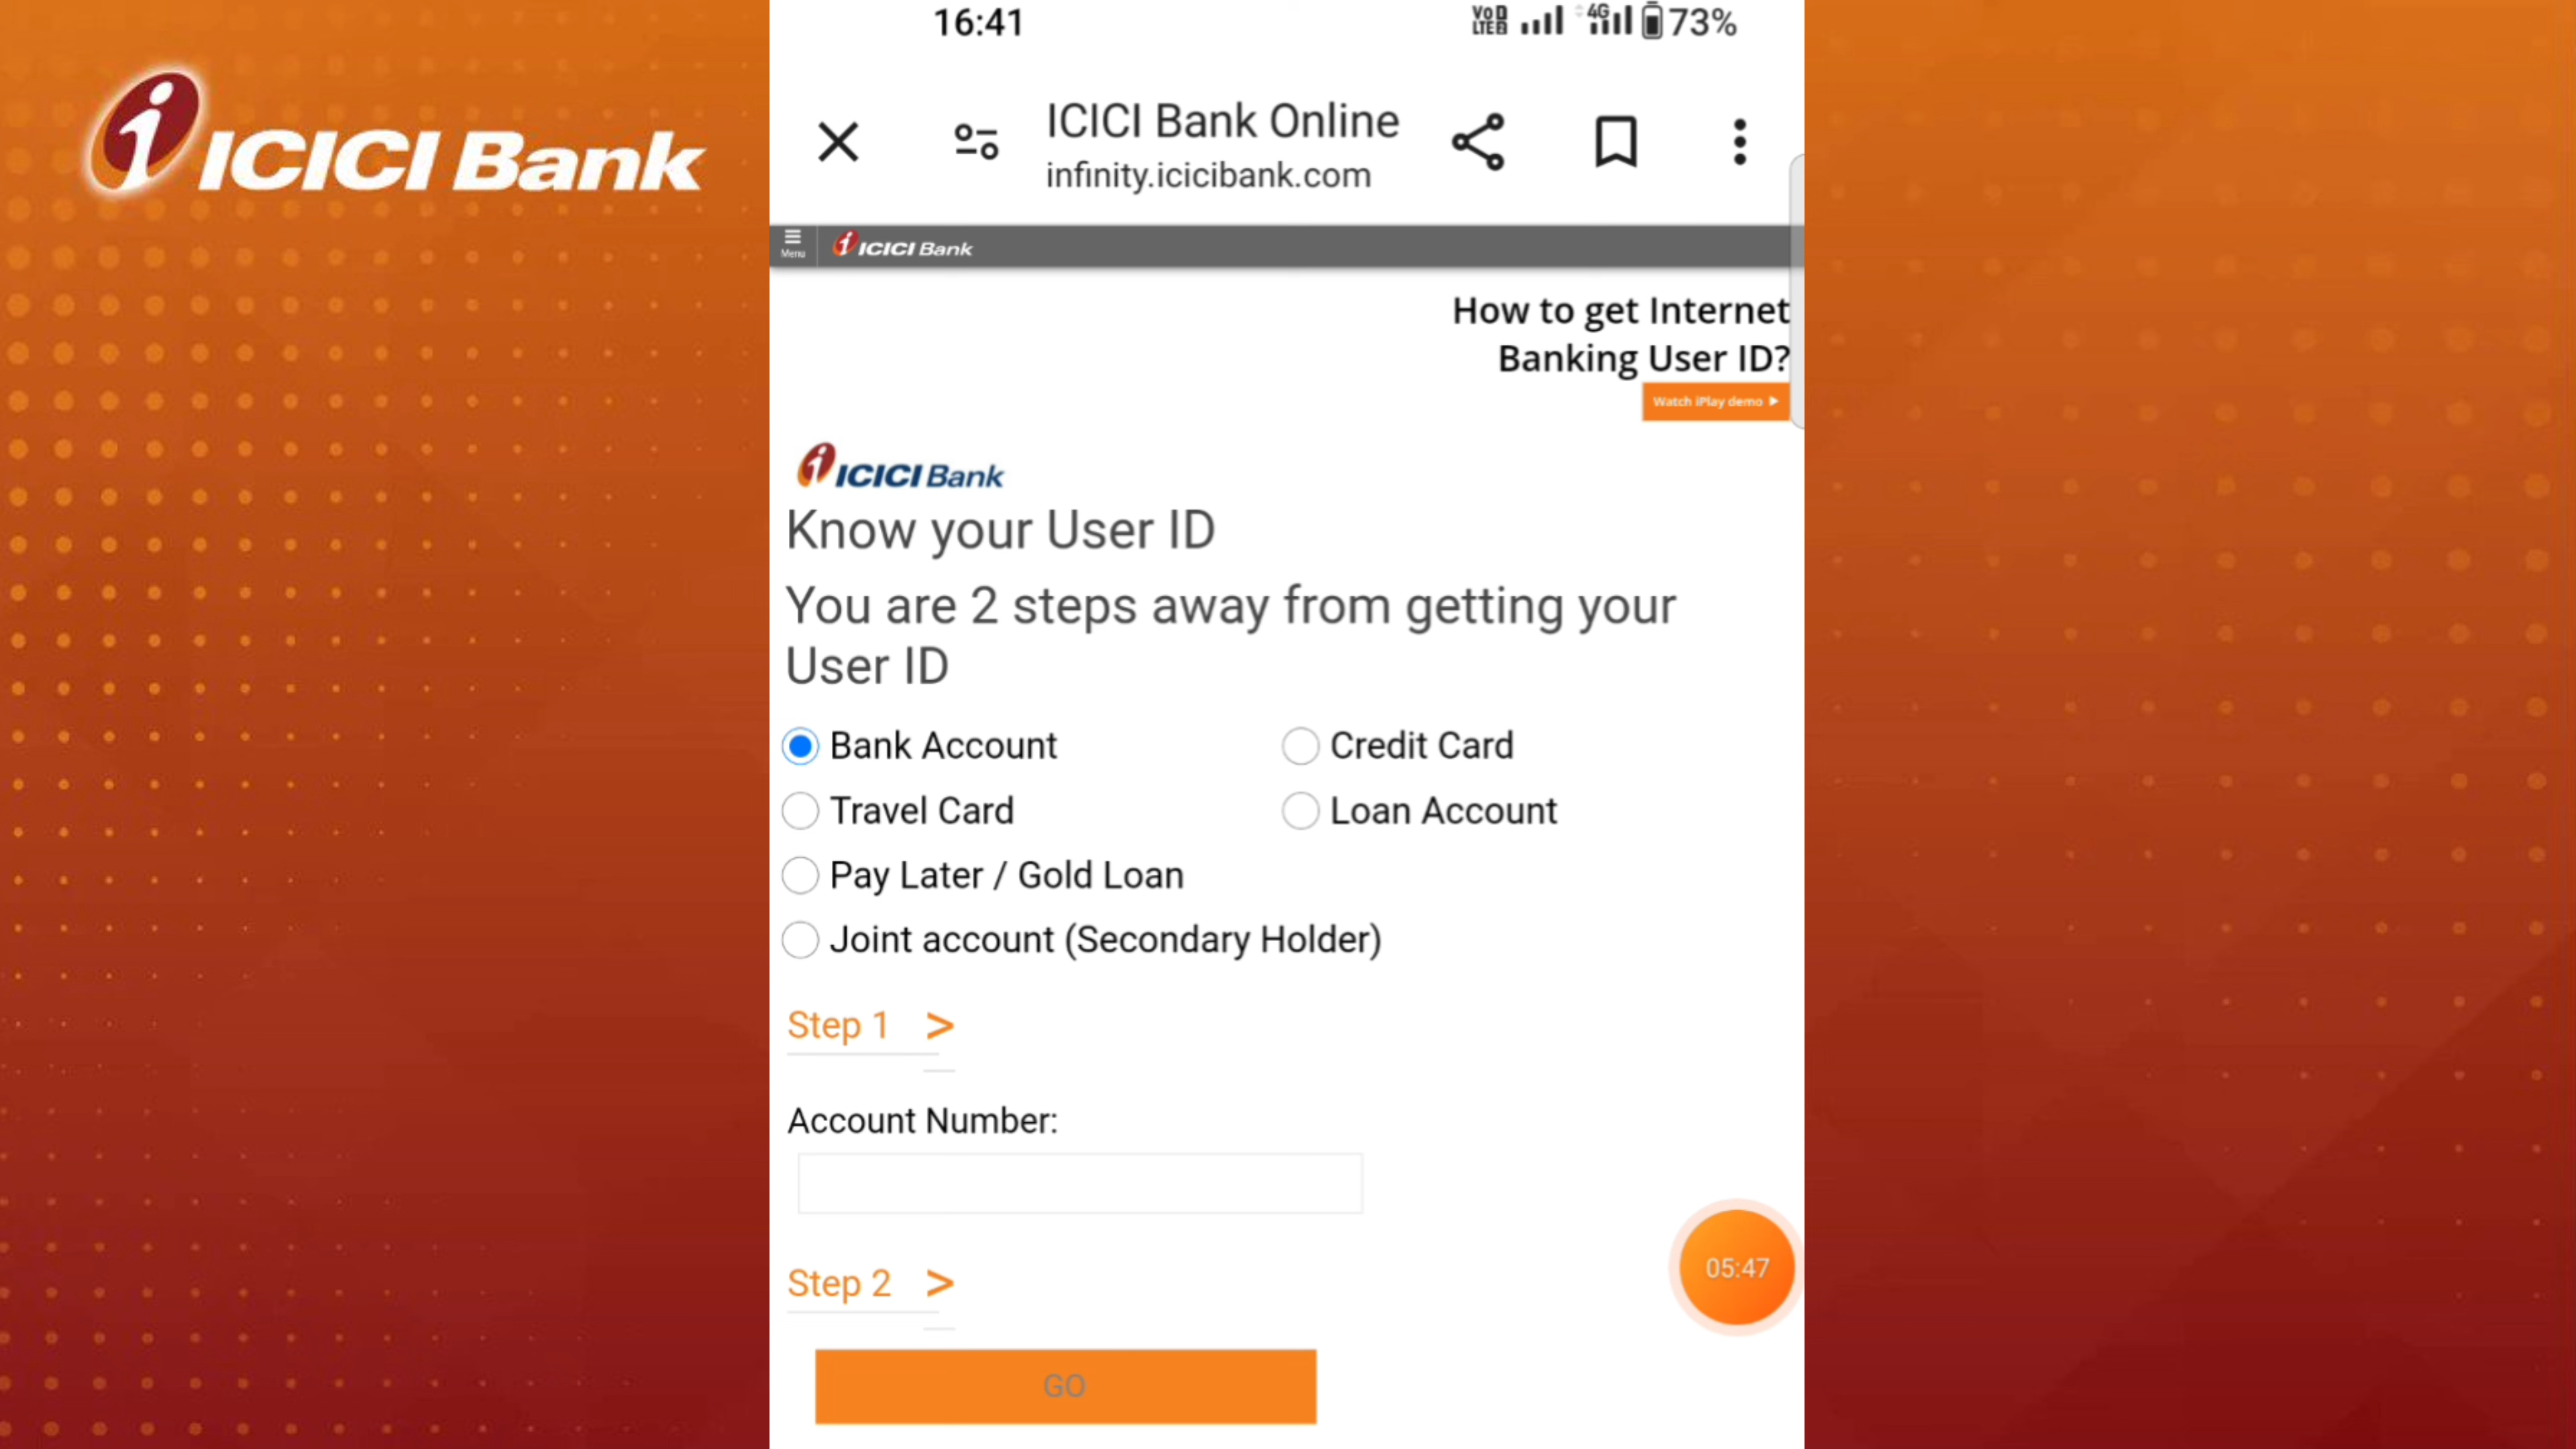 ICICI Bank
16:41
VoLTE 2 4G 73%
ICICI Bank Online
infinity.icicibank.com
Menu
ICICI Bank
How to get Internet
Banking User ID?
Watch iPlay demo
ICICI Bank
Know your User ID
You are 2 steps away from getting your
User ID
Bank Account Credit Card
Travel Card Loan Account
Pay Later / Gold Loan
Joint account (Secondary Holder)
Step 1 >
Account Number:
Step 2 >
05:47
GO